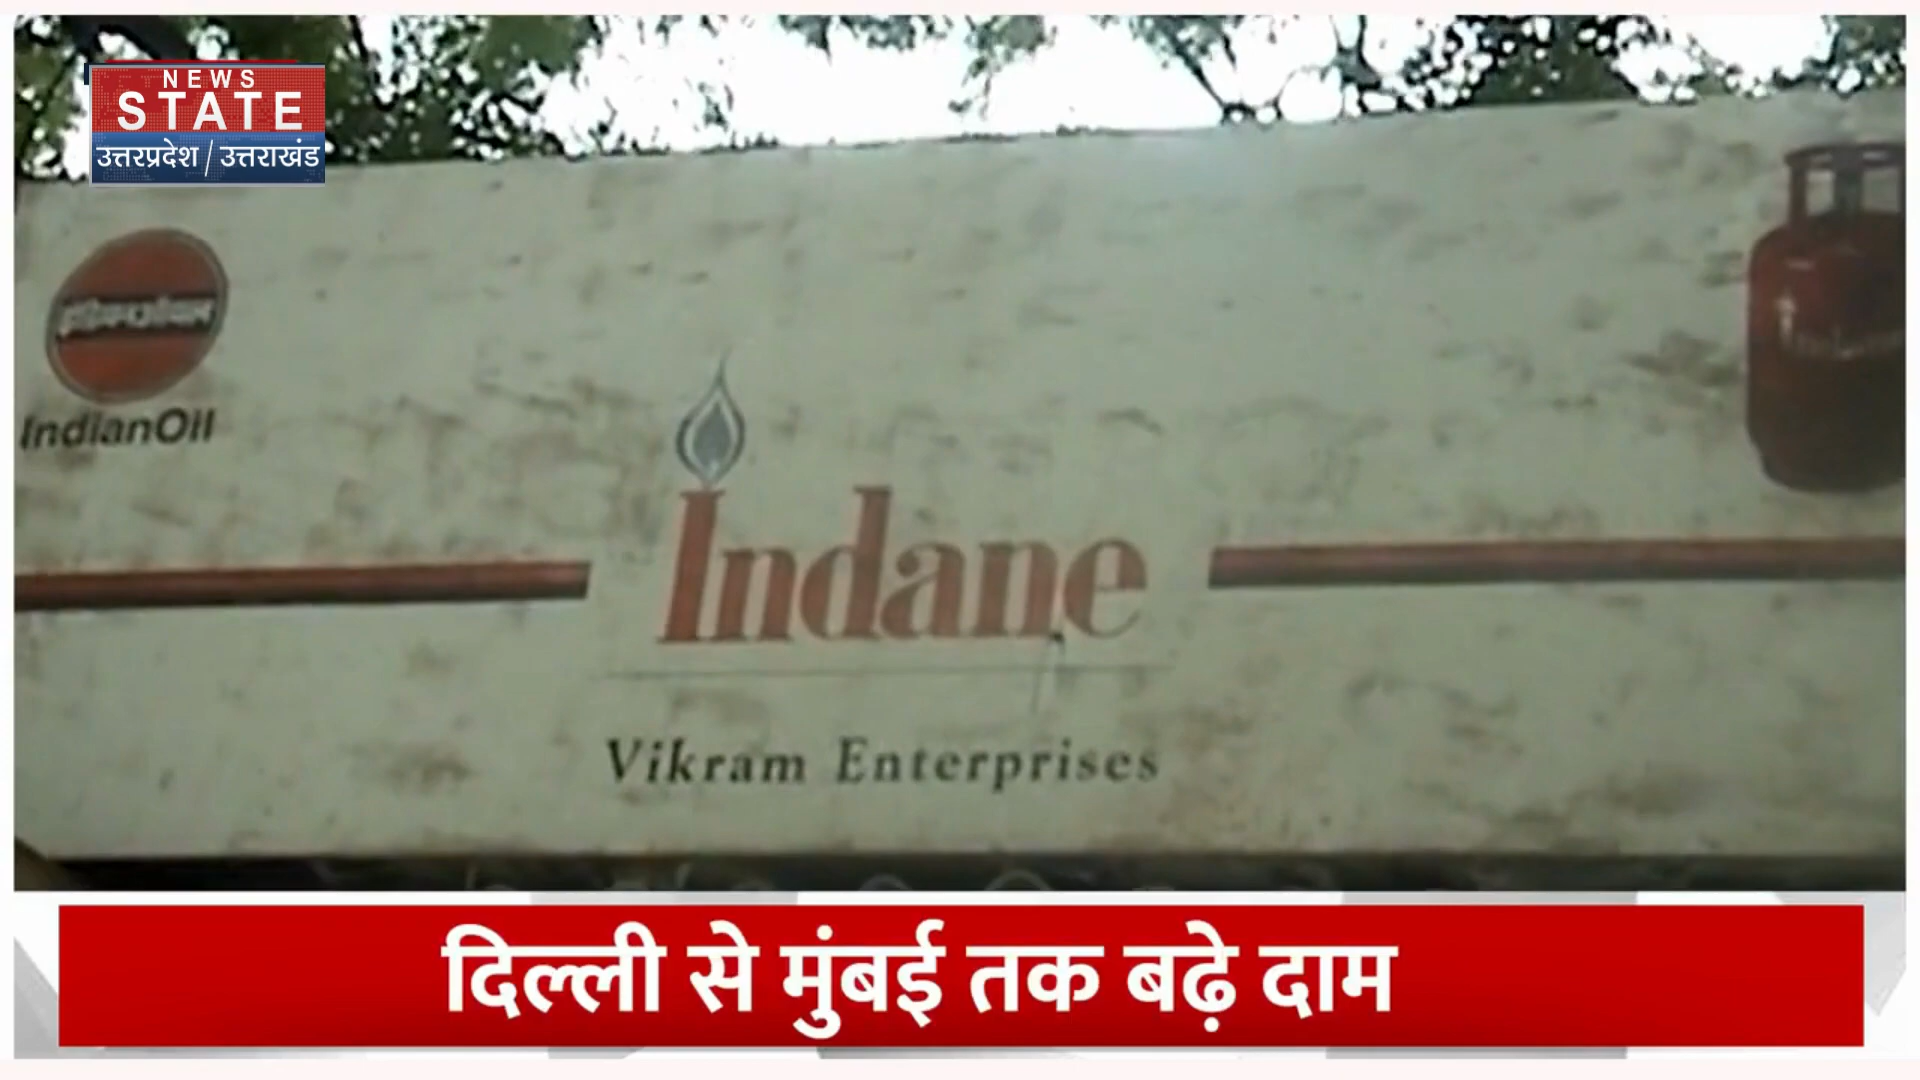 NEWS
STATE
उत्तरप्रदेश / उत्तराखंड
IndianOil
Indane
Vikram Enterprises
दिल्ली से मुंबई तक बढ़े दाम